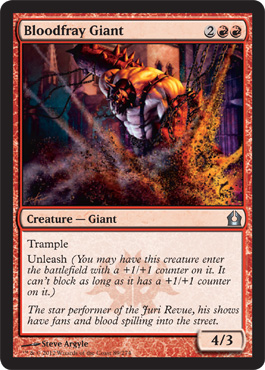 Bloodfray Giant 2
Creature — Giant
Trample
Unleash (You may have this creature enter
the battlefield with a +1/+1 counter on it. It
can't block as long as it has a +1/+1 counter
on it.)
The star performer of the Juri Revue, his shows
have fans and blood spilling into the street.
Steve Argyle
4/3